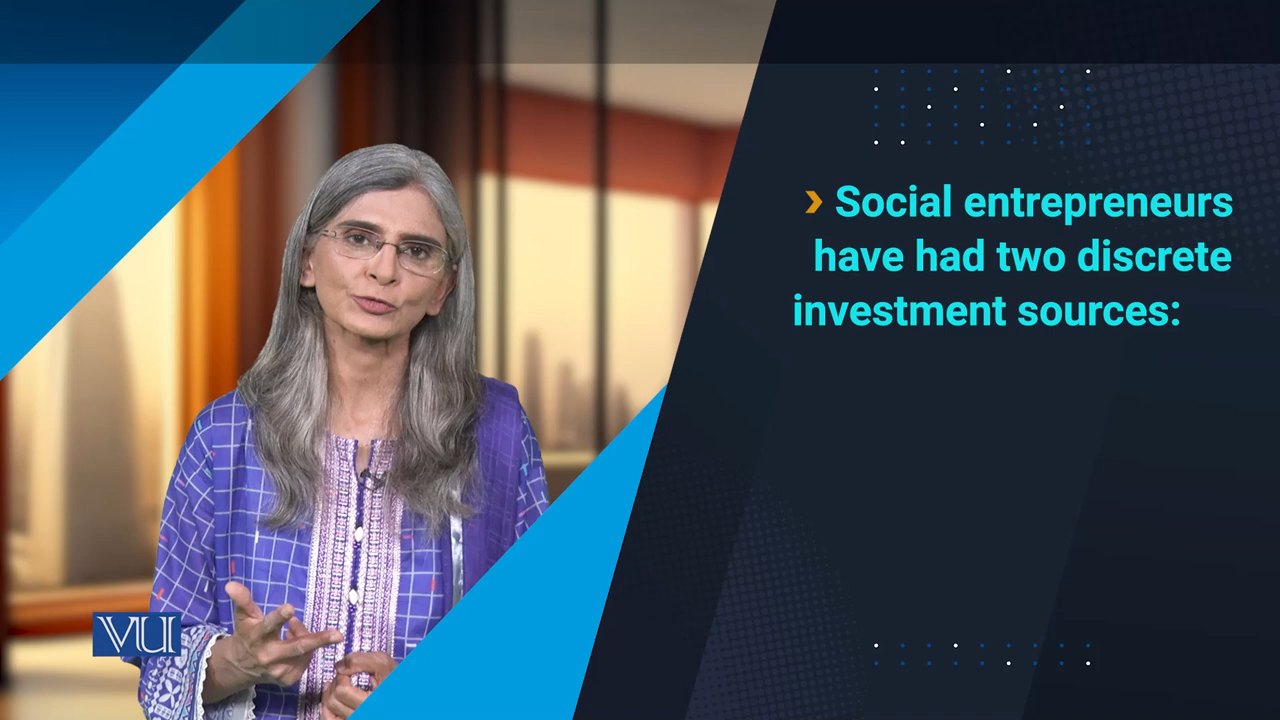 › Social entrepreneurs
have had two discrete
investment sources:
VU